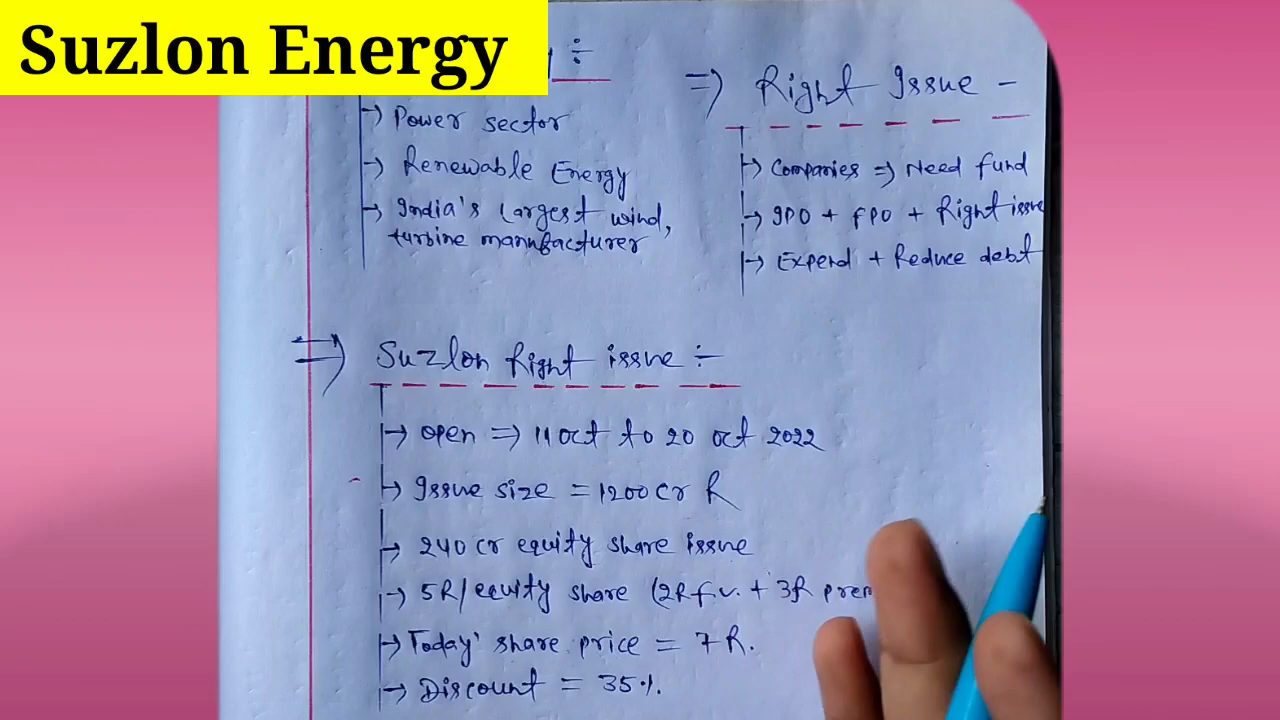 Suzlon Energy
÷
→ Power sector
→ Renewable Energy
→ India's Largest wind,
turbine manufacturer
⇒ Right Issue -
→ Companies ⇒ Need fund
→ IPO + FPO + Right issue
→ Expend + Reduce debt
⇒ Suzlon Right issue ÷
→ open ⇒ 11 Oct to 20 Oct 2022
→ Issue size = 1200 Cr R
→ 240 Cr equity share issue
→ 5R/equity share (2R f.v. + 3R prem
→ Today' share price = 7 R.
→ Discount = 35%.